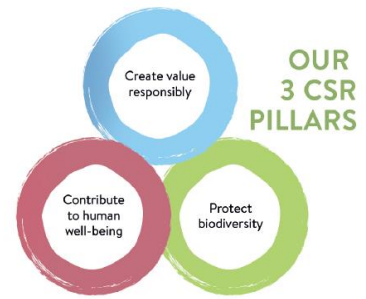 Create value
responsibly
OUR
3 CSR
PILLARS
Contribute
to human
well-being
Protect
biodiversity